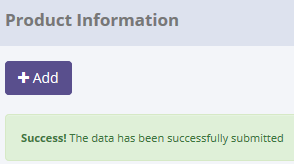 Product Information
+ Add
Success! The data has been successfully submitted